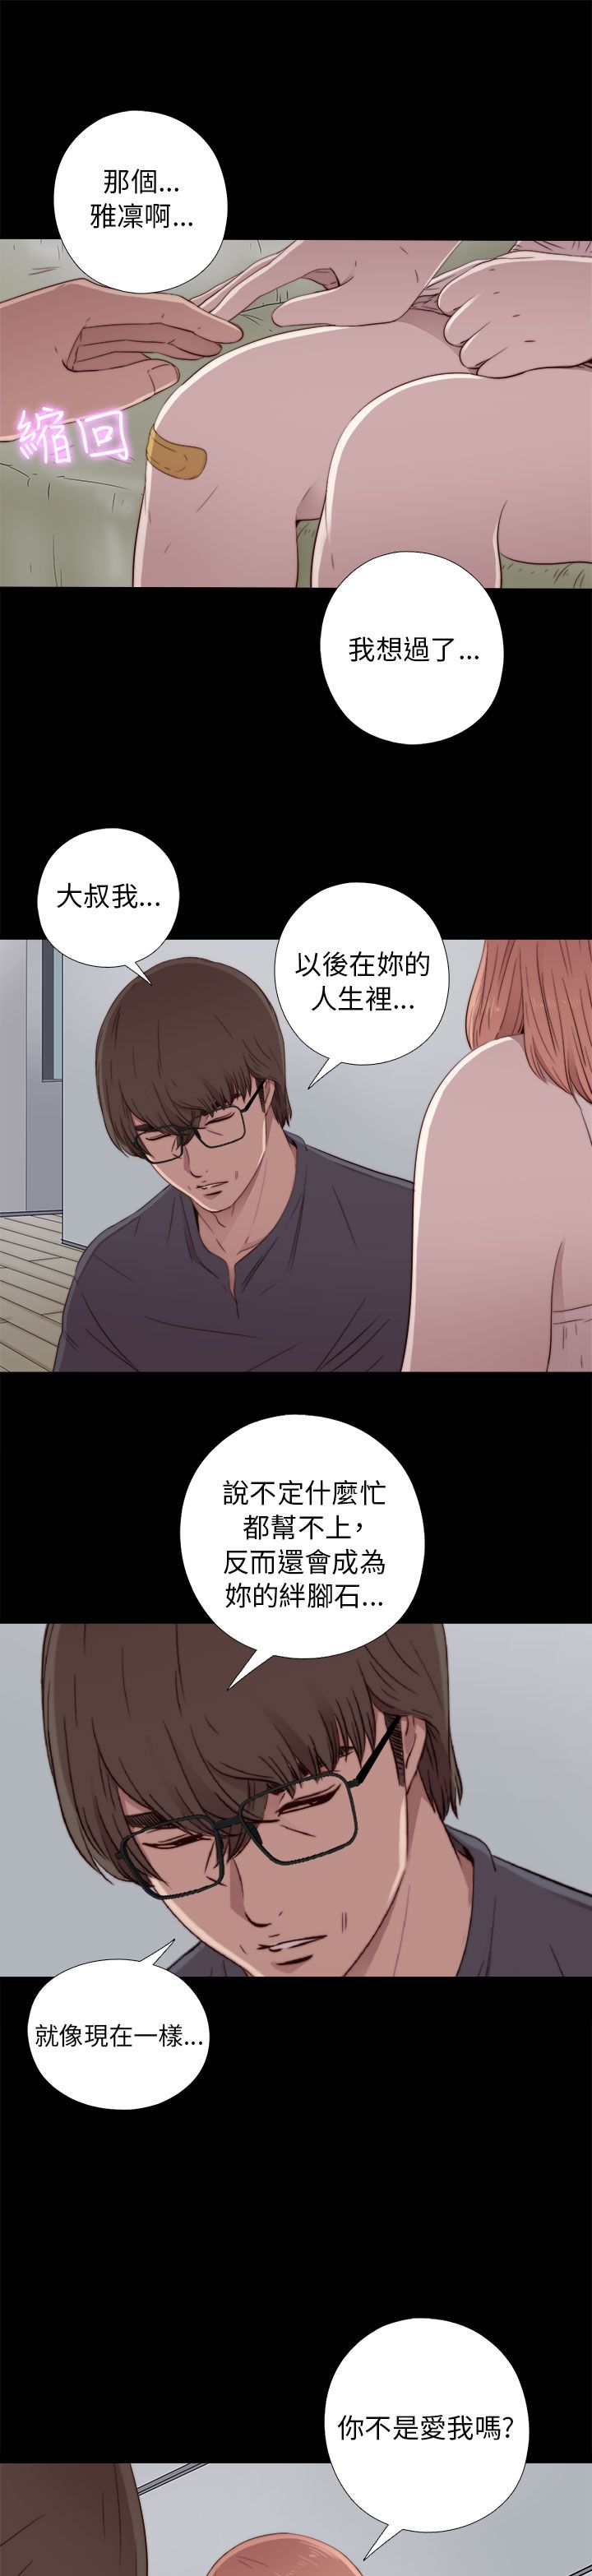 那個...
雅凜啊...
縮回
我想過了...
大叔我...
以後在妳的
人生裡...
說不定什麼忙
都幫不上,
反而還會成為
妳的絆腳石...
就像現在一樣...
你不是愛我嗎?